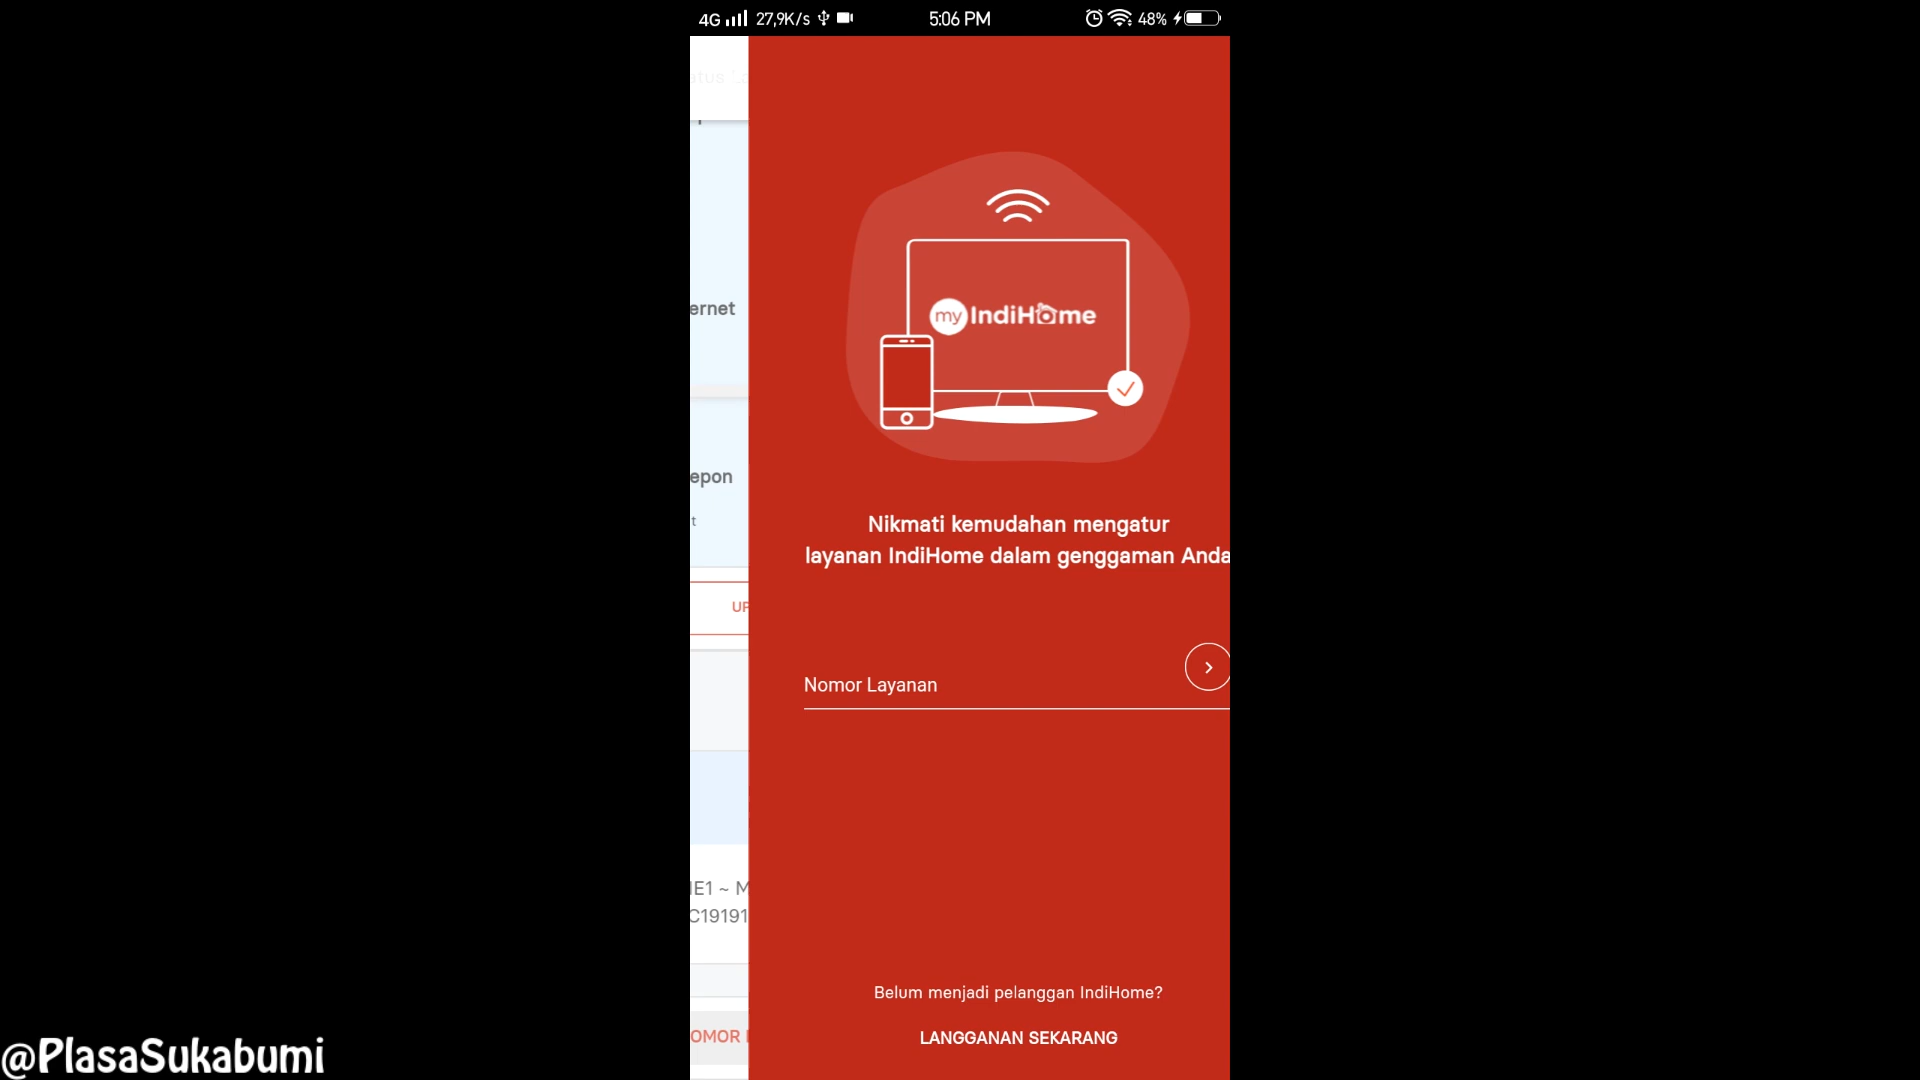 4G 27,9K/s 5:06 PM 48%
ernet
epon
t
UP
IE1 ~ M
C19191
OMOR
my IndiHome
Nikmati kemudahan mengatur
layanan IndiHome dalam genggaman Anda
Nomor Layanan
Belum menjadi pelanggan IndiHome?
LANGGANAN SEKARANG
@PlasaSukabumi